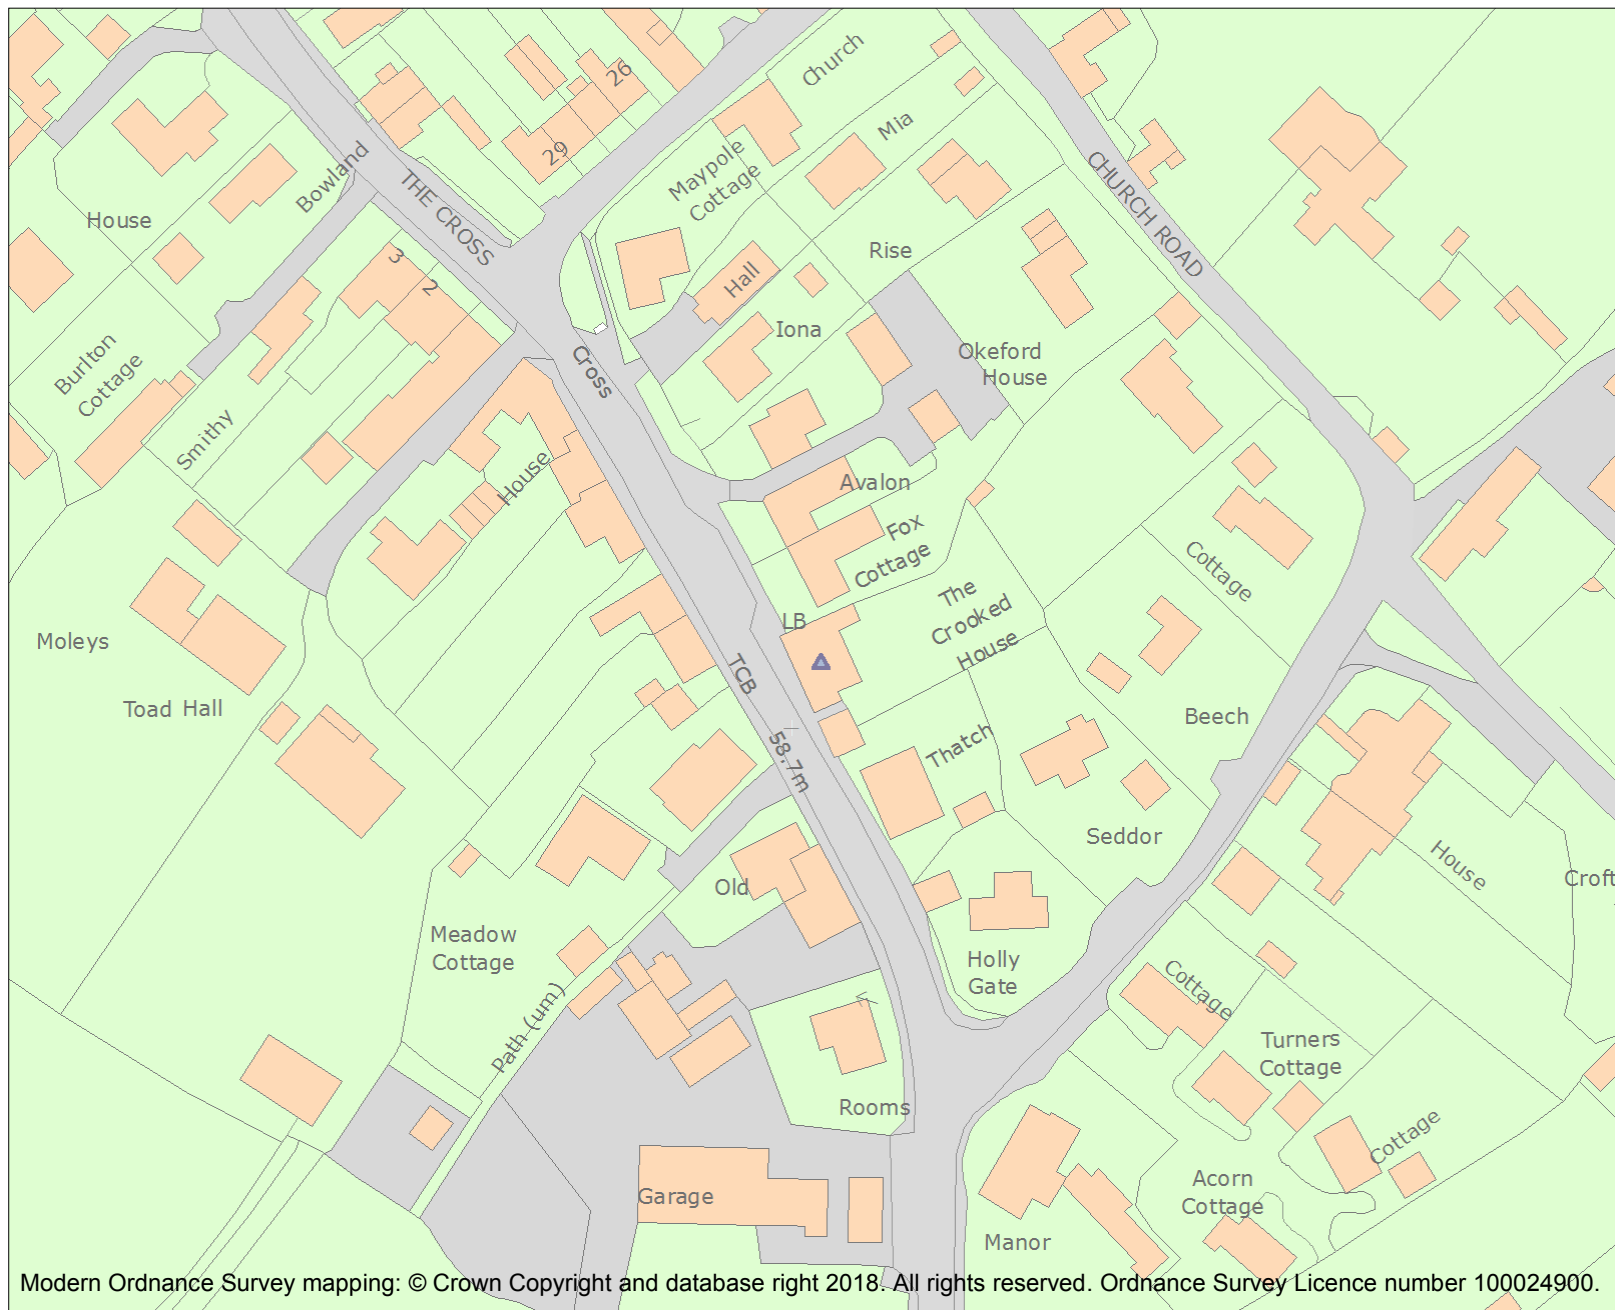 Church
26
Mia
29
Bowland
THE CROSS
Maypole
Cottage
CHURCH ROAD
House
Rise
3
2
Hall
Iona
Cross
Okeford
House
Burlton
Cottage
Smithy
House
Avalon
Fox
Cottage
Cottage
The
Crooked
House
LB
Moleys
TCB
Toad Hall
Beech
Thatch
58.7m
Seddor
House
Croft
Old
Meadow
Cottage
Holly
Gate
Cottage
Path (um)
Turners
Cottage
Rooms
Cottage
Acorn
Cottage
Garage
Manor
Modern Ordnance Survey mapping: © Crown Copyright and database right 2018. All rights reserved. Ordnance Survey Licence number 100024900.